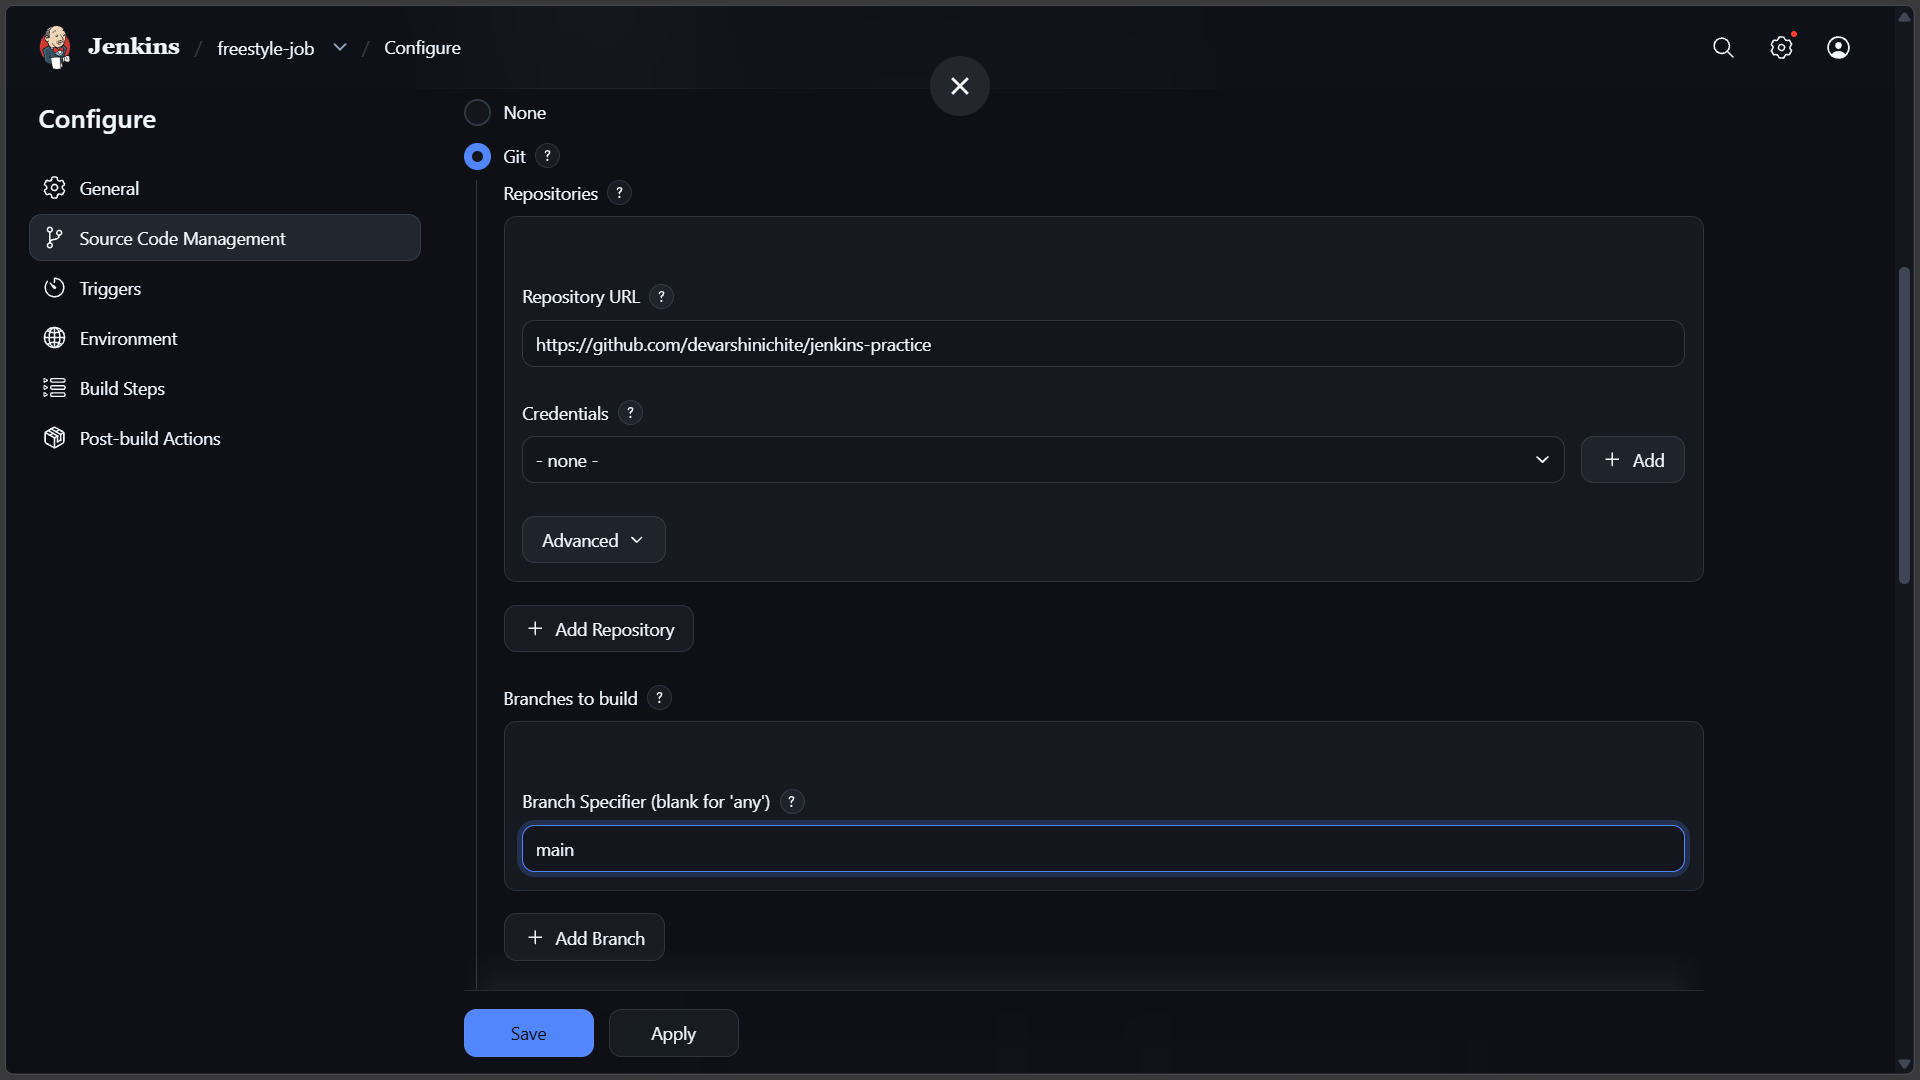 Jenkins / freestyle-job / Configure
Configure
General
Source Code Management
Triggers
Environment
Build Steps
Post-build Actions
None
Git ?
Repositories ?
Repository URL ?
https://github.com/devarshinichite/jenkins-practice
Credentials ?
- none -
+ Add
Advanced
+ Add Repository
Branches to build ?
Branch Specifier (blank for 'any') ?
main
+ Add Branch
Save
Apply